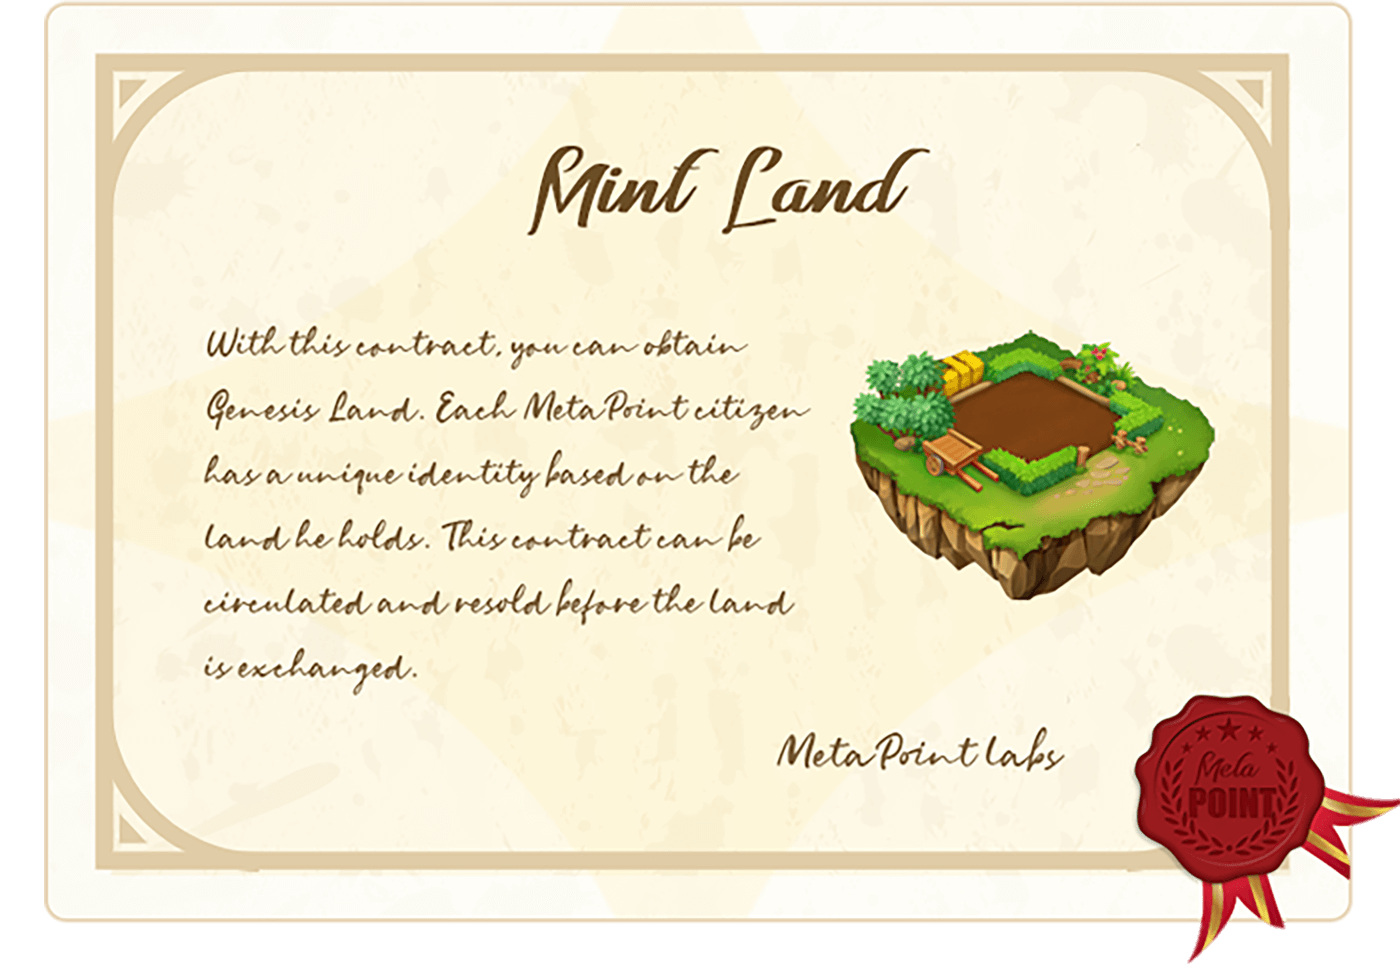 Mint Land
With this contract, you can obtain
Genesis Land. Each MetaPoint citizen
has a unique identity based on the
land he holds. This contract can be
circulated and resold before the land
is exchanged.
MetaPoint labs
Meta
POINT